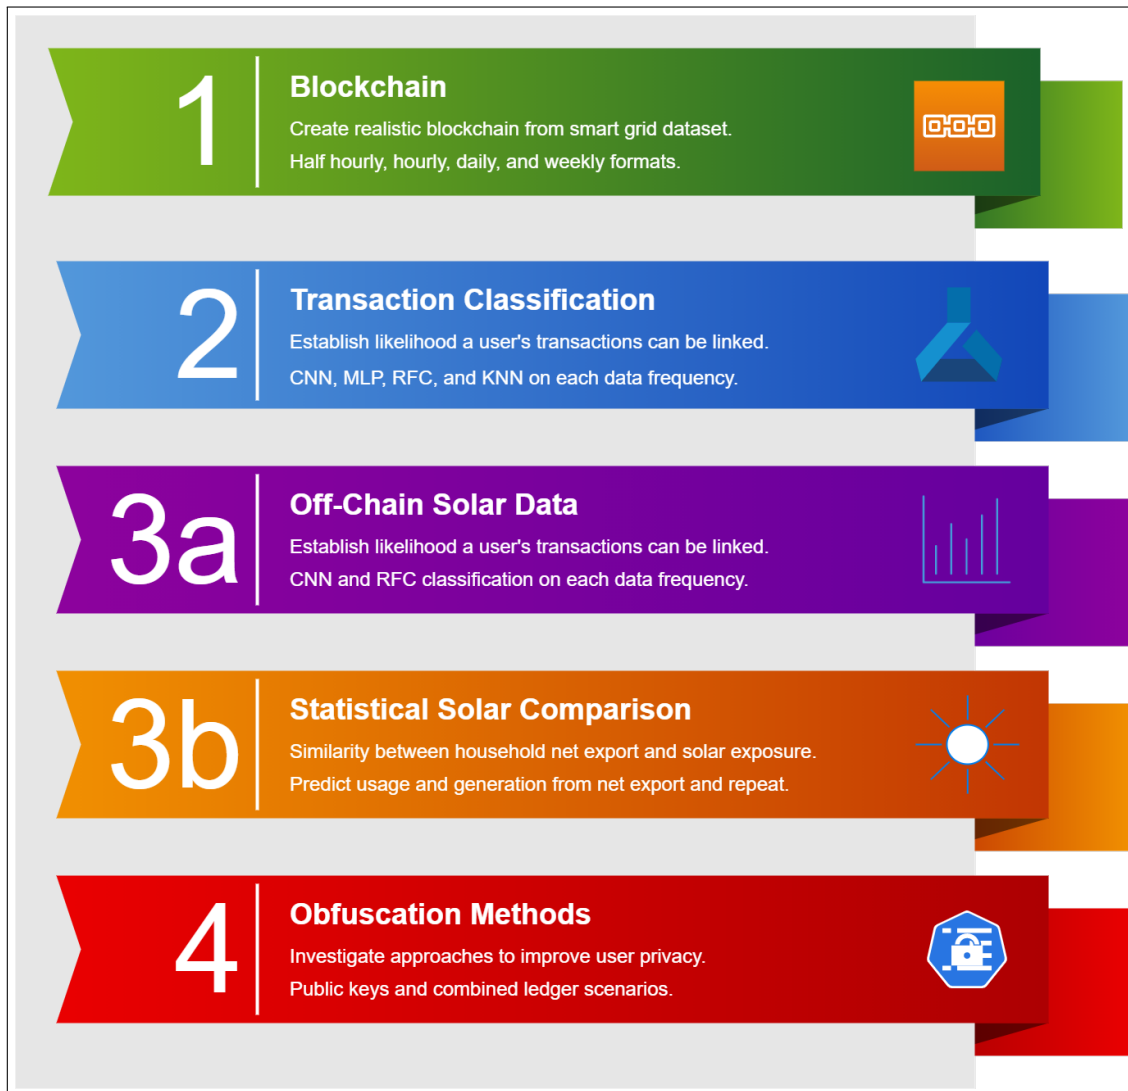 1
Blockchain
Create realistic blockchain from smart grid dataset.
Half hourly, hourly, daily, and weekly formats.
2
Transaction Classification
Establish likelihood a user's transactions can be linked.
CNN, MLP, RFC, and KNN on each data frequency.
3a
Off-Chain Solar Data
Establish likelihood a user's transactions can be linked.
CNN and RFC classification on each data frequency.
3b
Statistical Solar Comparison
Similarity between household net export and solar exposure.
Predict usage and generation from net export and repeat.
4
Obfuscation Methods
Investigate approaches to improve user privacy.
Public keys and combined ledger scenarios.